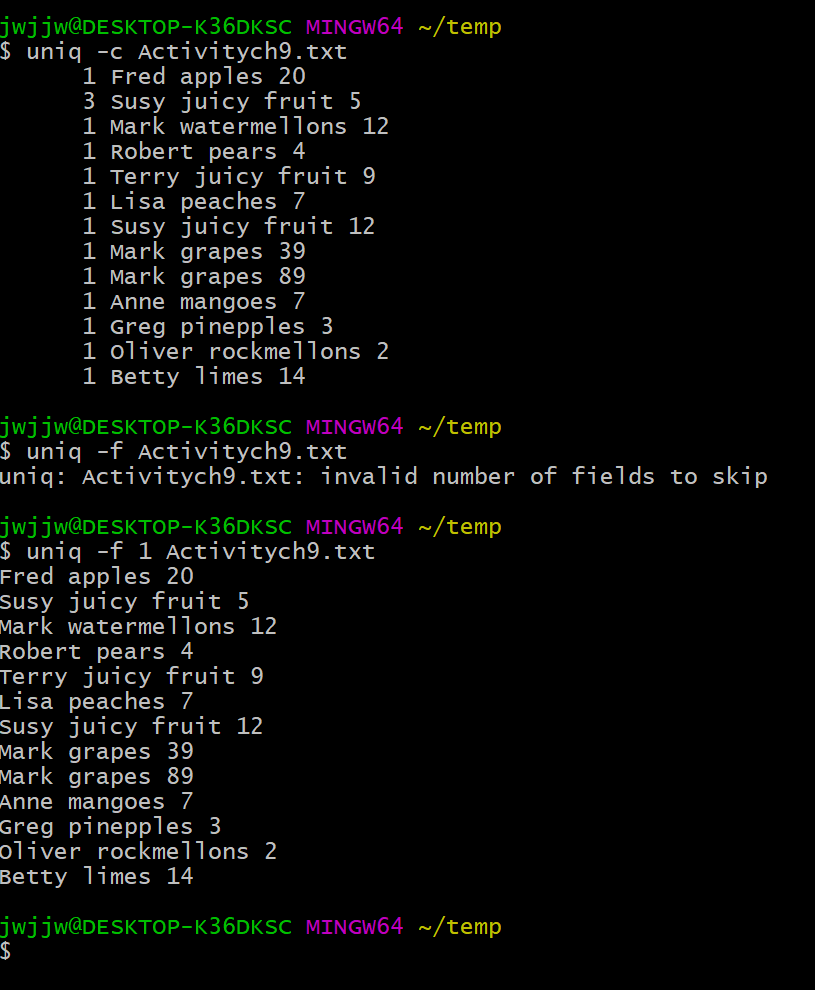 jwjjw@DESKTOP-K36DKSC MINGW64 ~/temp
$ uniq -c Activitych9.txt
      1 Fred apples 20
      3 Susy juicy fruit 5
      1 Mark watermellons 12
      1 Robert pears 4
      1 Terry juicy fruit 9
      1 Lisa peaches 7
      1 Susy juicy fruit 12
      1 Mark grapes 39
      1 Mark grapes 89
      1 Anne mangoes 7
      1 Greg pinepples 3
      1 Oliver rockmellons 2
      1 Betty limes 14
jwjjw@DESKTOP-K36DKSC MINGW64 ~/temp
$ uniq -f Activitych9.txt
uniq: Activitych9.txt: invalid number of fields to skip
jwjjw@DESKTOP-K36DKSC MINGW64 ~/temp
$ uniq -f 1 Activitych9.txt
Fred apples 20
Susy juicy fruit 5
Mark watermellons 12
Robert pears 4
Terry juicy fruit 9
Lisa peaches 7
Susy juicy fruit 12
Mark grapes 39
Mark grapes 89
Anne mangoes 7
Greg pinepples 3
Oliver rockmellons 2
Betty limes 14
jwjjw@DESKTOP-K36DKSC MINGW64 ~/temp
$